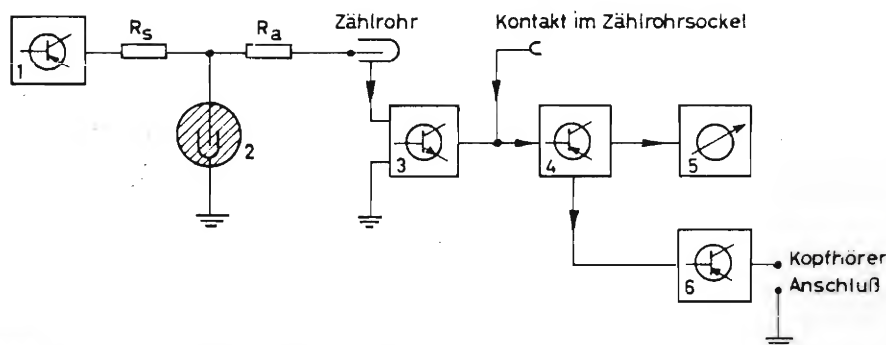 Zählrohr
Kontakt im Zählrohrsockel
Rs
Ra
1
2
3
4
5
6
Kopfhörer
Anschluß